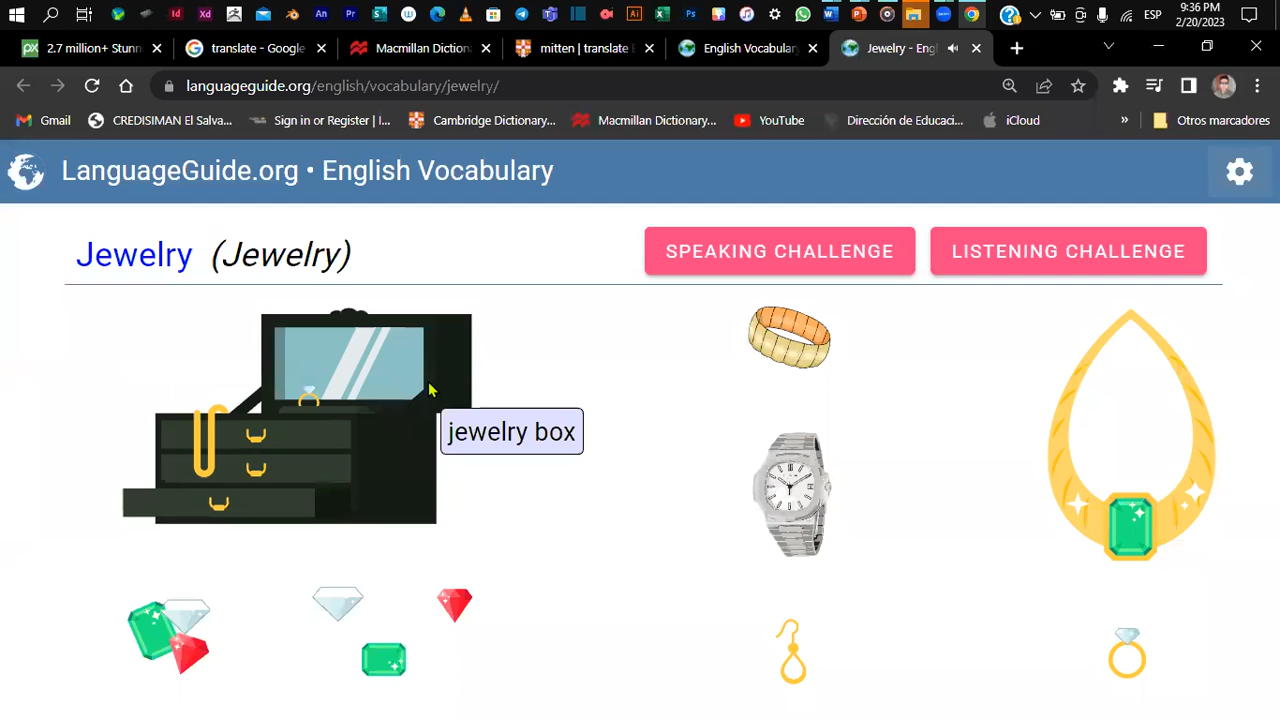 9:36 PM
ESP
2/20/2023
2.7 million+ Stunn
translate - Google
Macmillan Dictiona
mitten | translate E
English Vocabulary
Jewelry - Engl
languageguide.org/english/vocabulary/jewelry/
Gmail
CREDISIMAN El Salva...
Sign in or Register | I...
Cambridge Dictionary...
Macmillan Dictionary...
YouTube
Dirección de Educaci...
iCloud
»
Otros marcadores
LanguageGuide.org • English Vocabulary
Jewelry (Jewelry)
SPEAKING CHALLENGE
LISTENING CHALLENGE
jewelry box